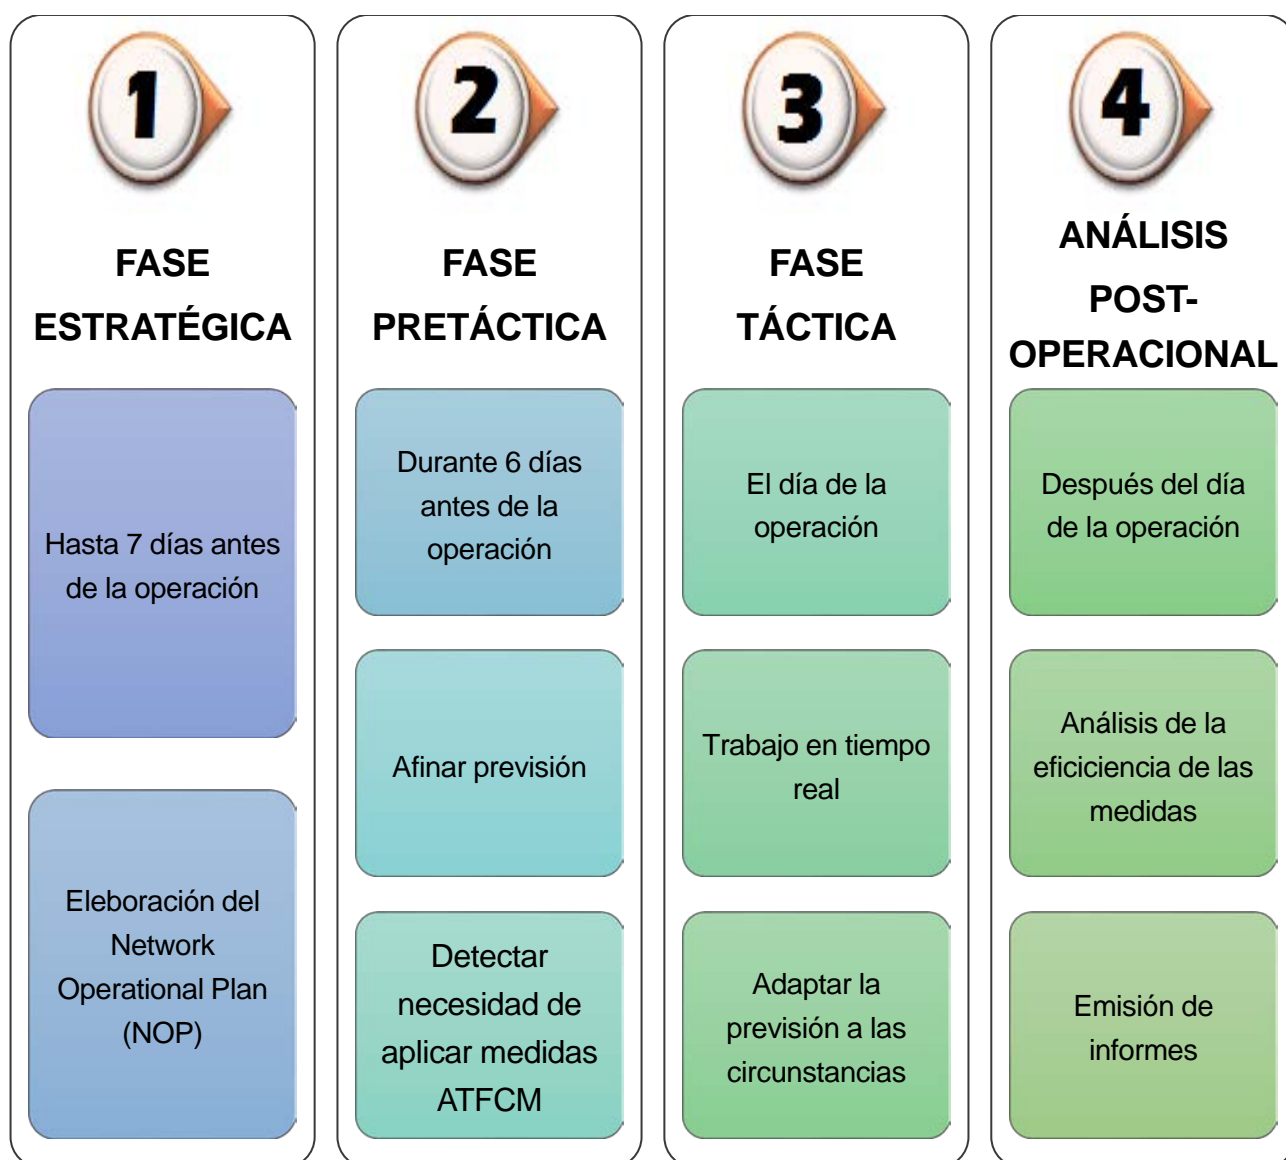 1
FASE
ESTRATÉGICA
Hasta 7 días antes
de la operación
Eleboración del
Network
Operational Plan
(NOP)
2
FASE
PRETÁCTICA
Durante 6 días
antes de la
operación
Afinar previsión
Detectar
necesidad de
aplicar medidas
ATFCM
3
FASE
TÁCTICA
El día de la
operación
Trabajo en tiempo
real
Adaptar la
previsión a las
circunstancias
4
ANÁLISIS
POST-
OPERACIONAL
Después del día
de la operación
Análisis de la
eficiciencia de las
medidas
Emisión de
informes